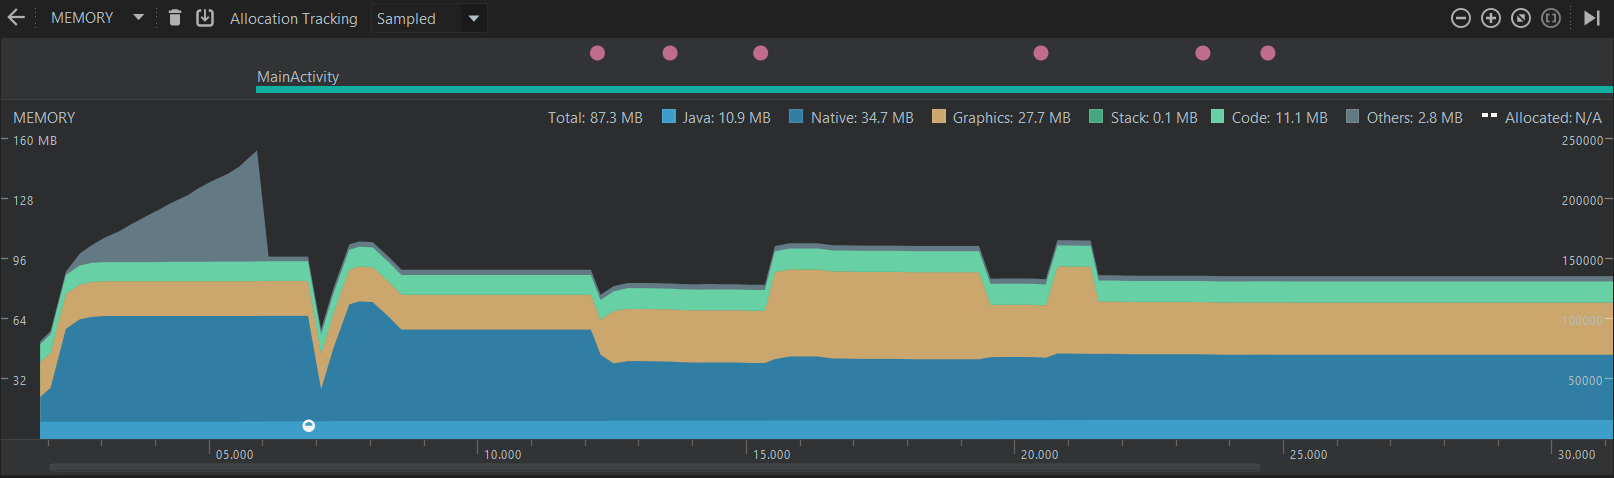 MEMORY Allocation Tracking Sampled
MainActivity
MEMORY Total: 87.3 MB Java: 10.9 MB Native: 34.7 MB Graphics: 27.7 MB Stack: 0.1 MB Code: 11.1 MB Others: 2.8 MB Allocated: N/A
160 MB 250000
128 200000
96 150000
64 100000
32 50000
05.000 10.000 15.000 20.000 25.000 30.000